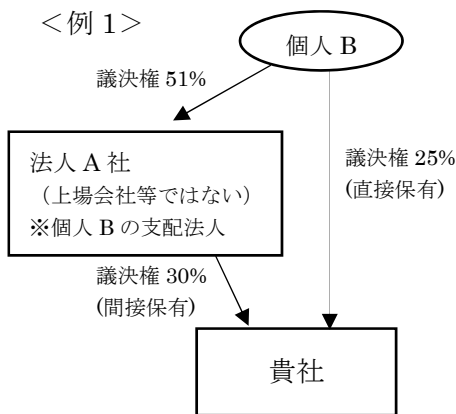 ＜例 1＞
個人 B
議決権 51%
法人 A 社
（上場会社等ではない）
※個人 B の支配法人
議決権 25%
(直接保有)
議決権 30%
(間接保有)
貴社